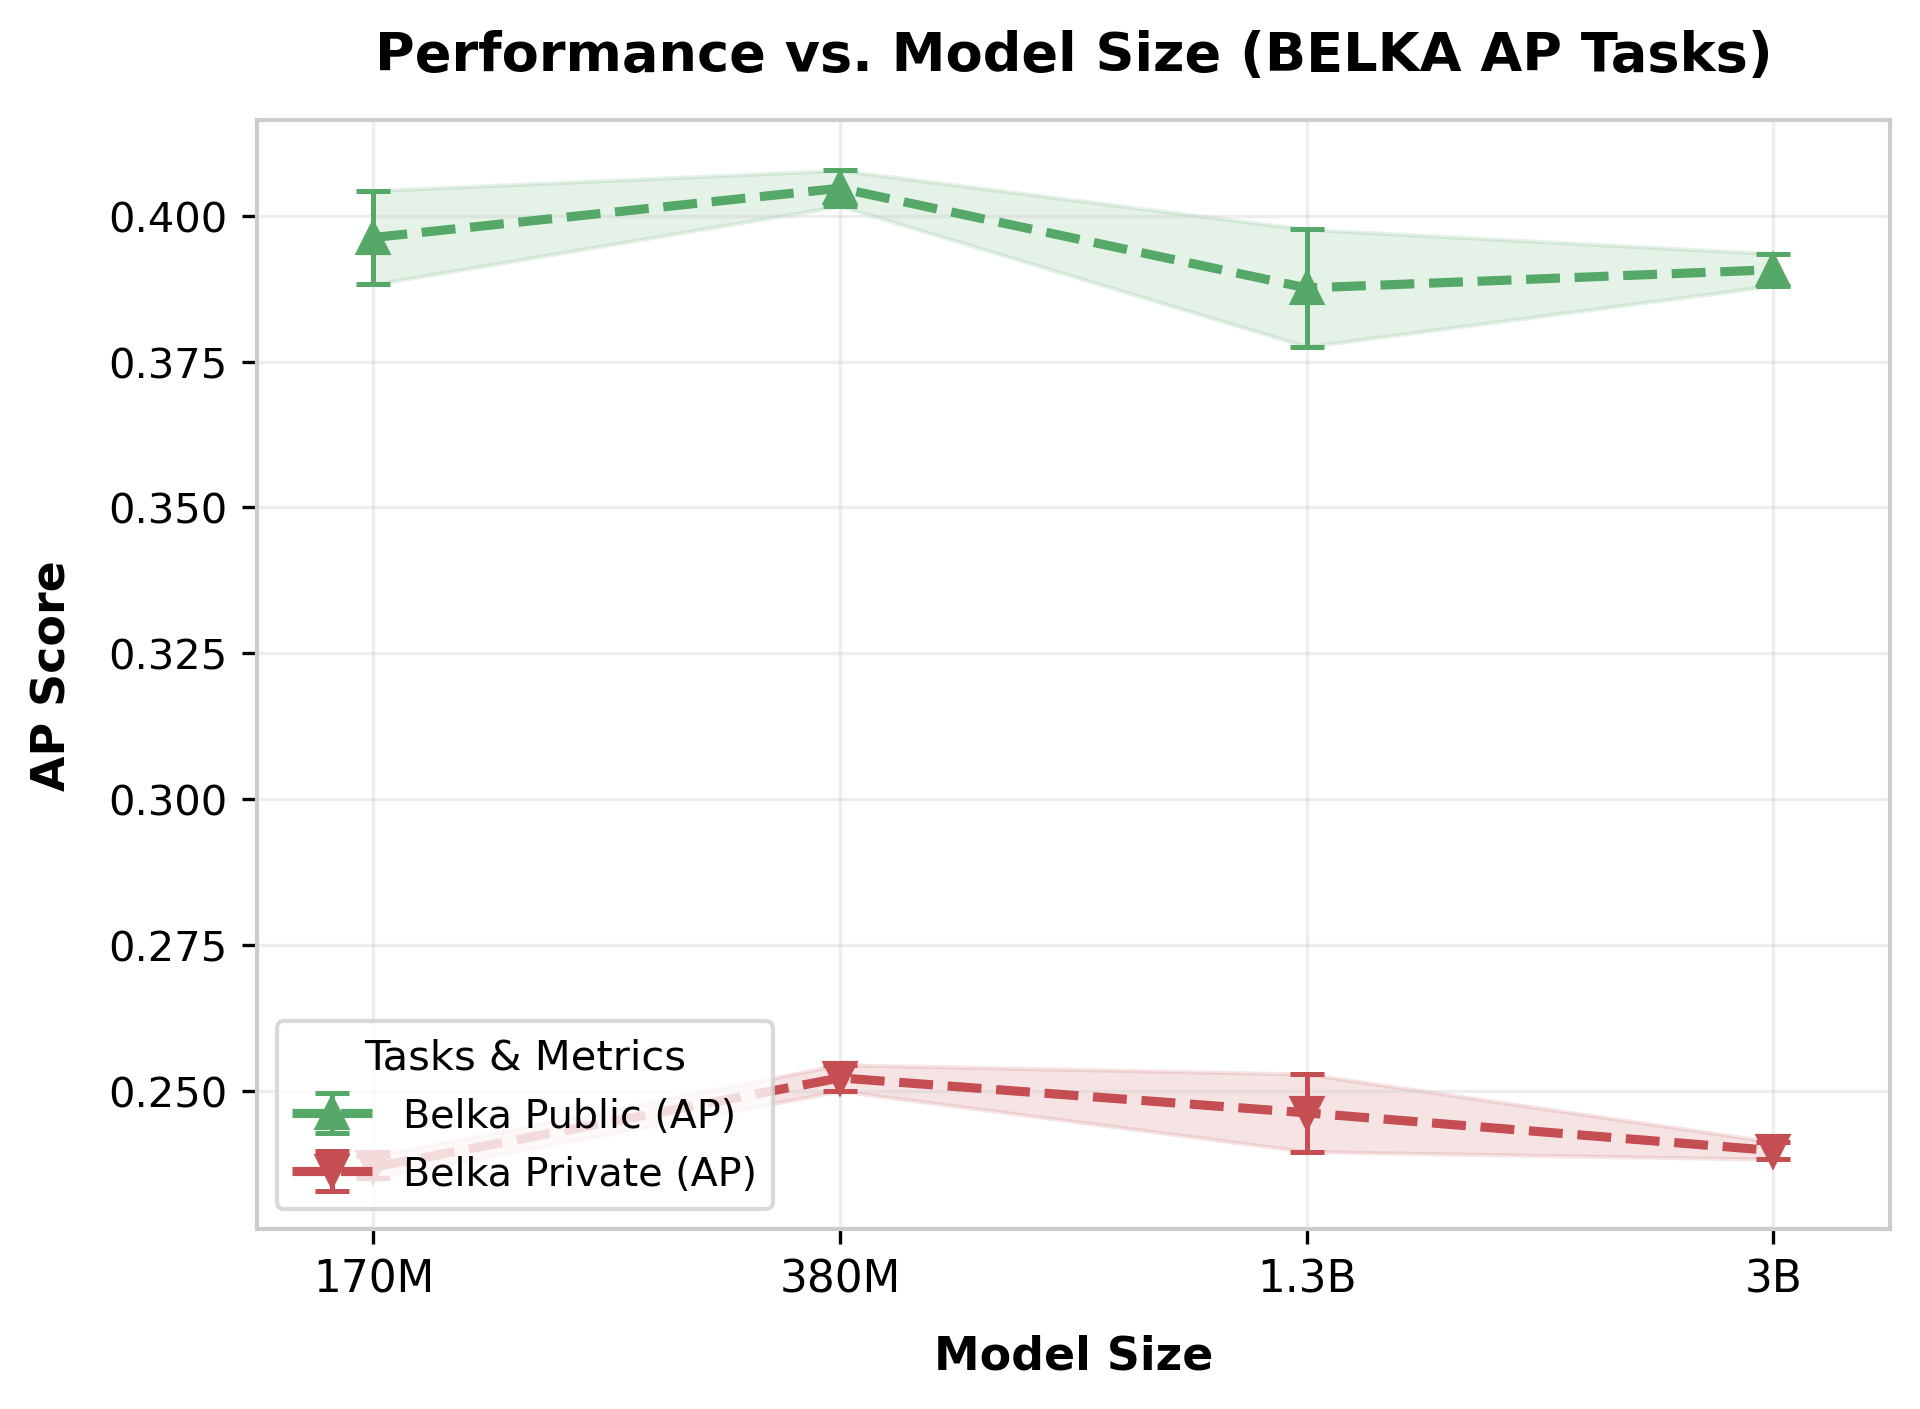 Performance vs. Model Size (BELKA AP Tasks)
AP Score
0.400
0.375
0.350
0.325
0.300
0.275
0.250
Tasks & Metrics
Belka Public (AP)
Belka Private (AP)
170M 380M 1.3B 3B
Model Size